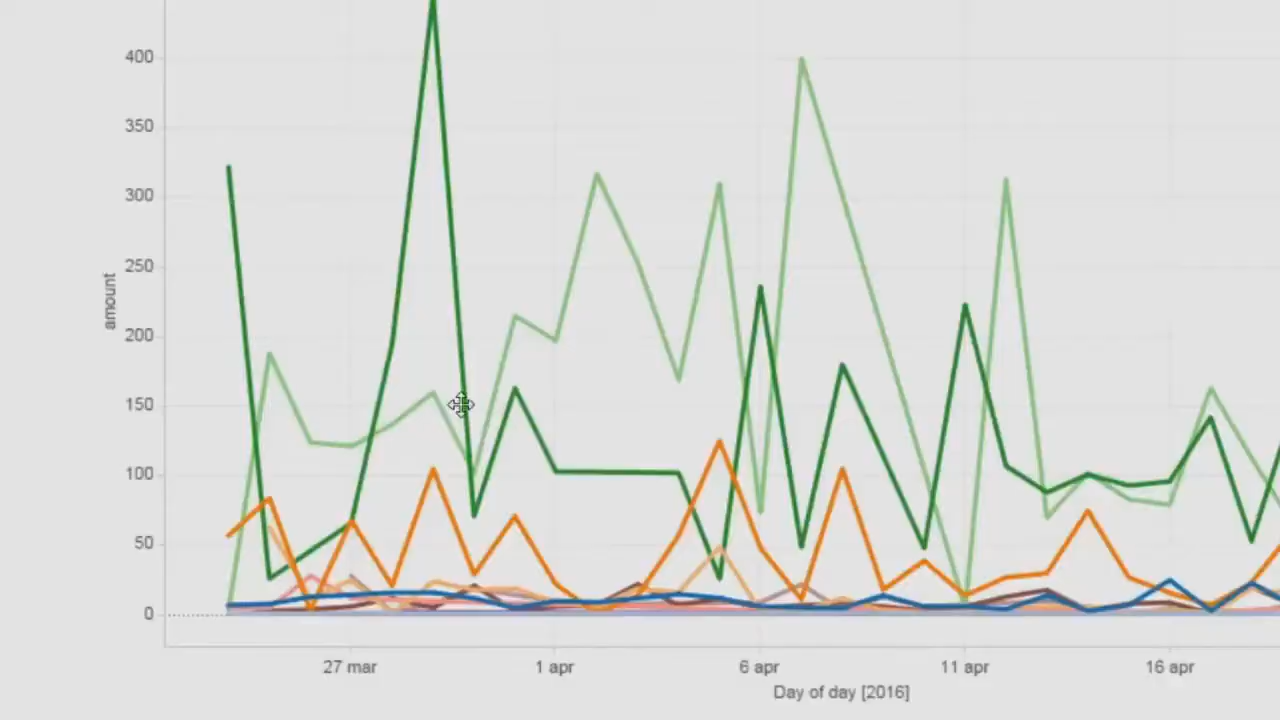 400
350
300
250
200
150
100
50
0
amount
27 mar
1 apr
6 apr
11 apr
16 apr
Day of day [2016]